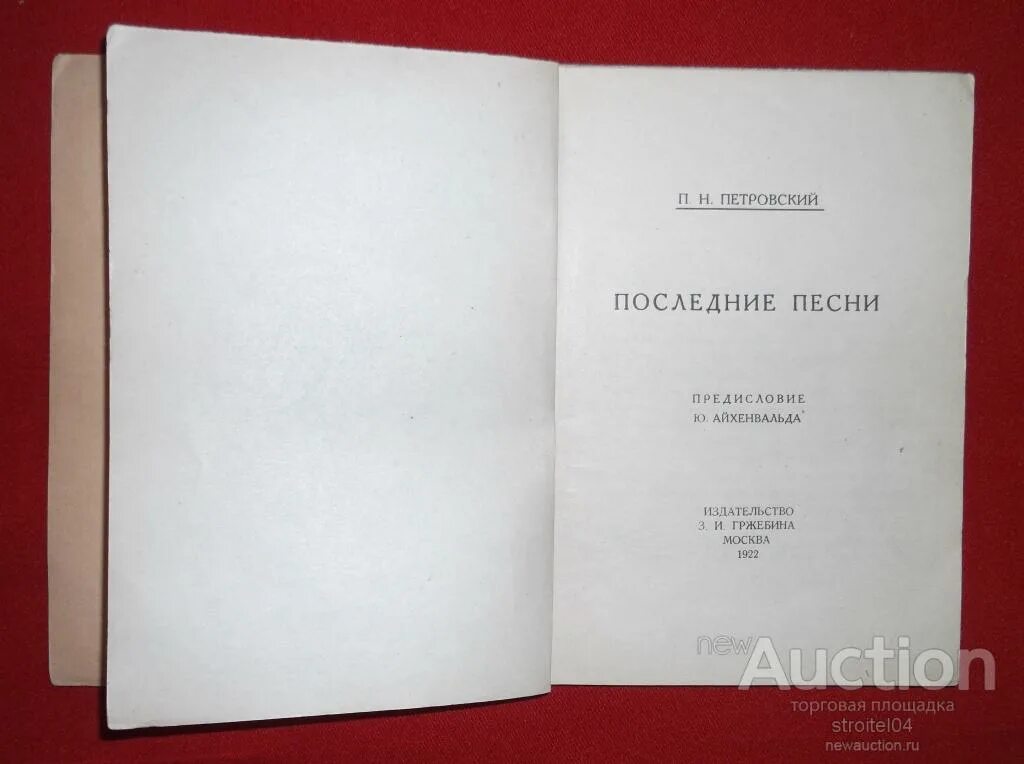 П. Н. ПЕТРОВСКИЙ
ПОСЛЕДНИЕ ПЕСНИ
ПРЕДИСЛОВИЕ
Ю. АЙХЕНВАЛЬДА
ИЗДАТЕЛЬСТВО
З. И. ГРЖЕБИНА
МОСКВА
1922
newAuction
торговая площадка
stroitel04
newauction.ru